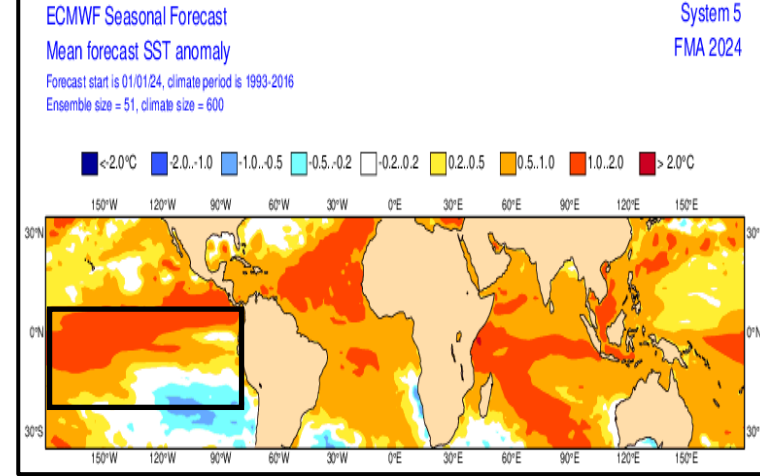 ECMWF Seasonal Forecast
System 5
Mean forecast SST anomaly
FMA 2024
Forecast start is 01/01/24, climate period is 1993-2016
Ensemble size = 51, climate size = 600
<-2.0°C -2.0..-1.0 -1.0..-0.5 -0.5..-0.2 -0.2..0.2 0.2..0.5 0.5..1.0 1.0..2.0 > 2.0°C
150°W 120°W 90°W 60°W 30°W 0°E 30°E 60°E 90°E 120°E 150°E
30°N 30°
0°N 0°
30°S 30°
150°W 120°W 90°W 60°W 30°W 0°E 30°E 60°E 90°E 120°E 150°E